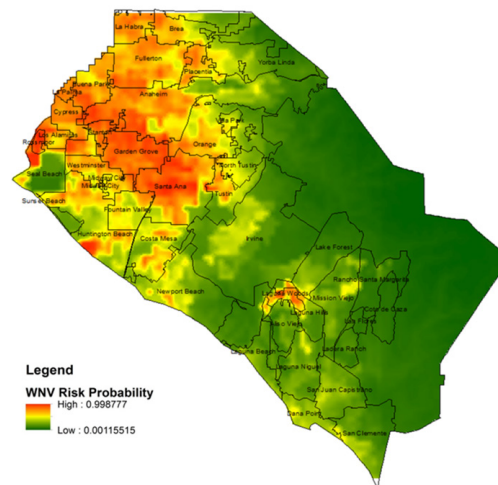 La Habra
Brea
Fullerton
Yorba Linda
Placentia
Buena Park
La Palma
Anaheim
Cypress
Villa Park
Los Alamitos
Stanton
Orange
Rossmoor
Garden Grove
Westminster
North Tustin
Seal Beach
Midway City
Santa Ana
Tustin
Sunset Beach
Fountain Valley
Huntington Beach
Costa Mesa
Irvine
Lake Forest
Rancho Santa Margarita
Newport Beach
Laguna Woods
Mission Viejo
Laguna Hills
Coto de Caza
Aliso Viejo
Las Flores
Laguna Beach
Ladera Ranch
Laguna Niguel
San Juan Capistrano
Dana Point
San Clemente
Legend
WNV Risk Probability
High : 0.998777
Low : 0.00115515